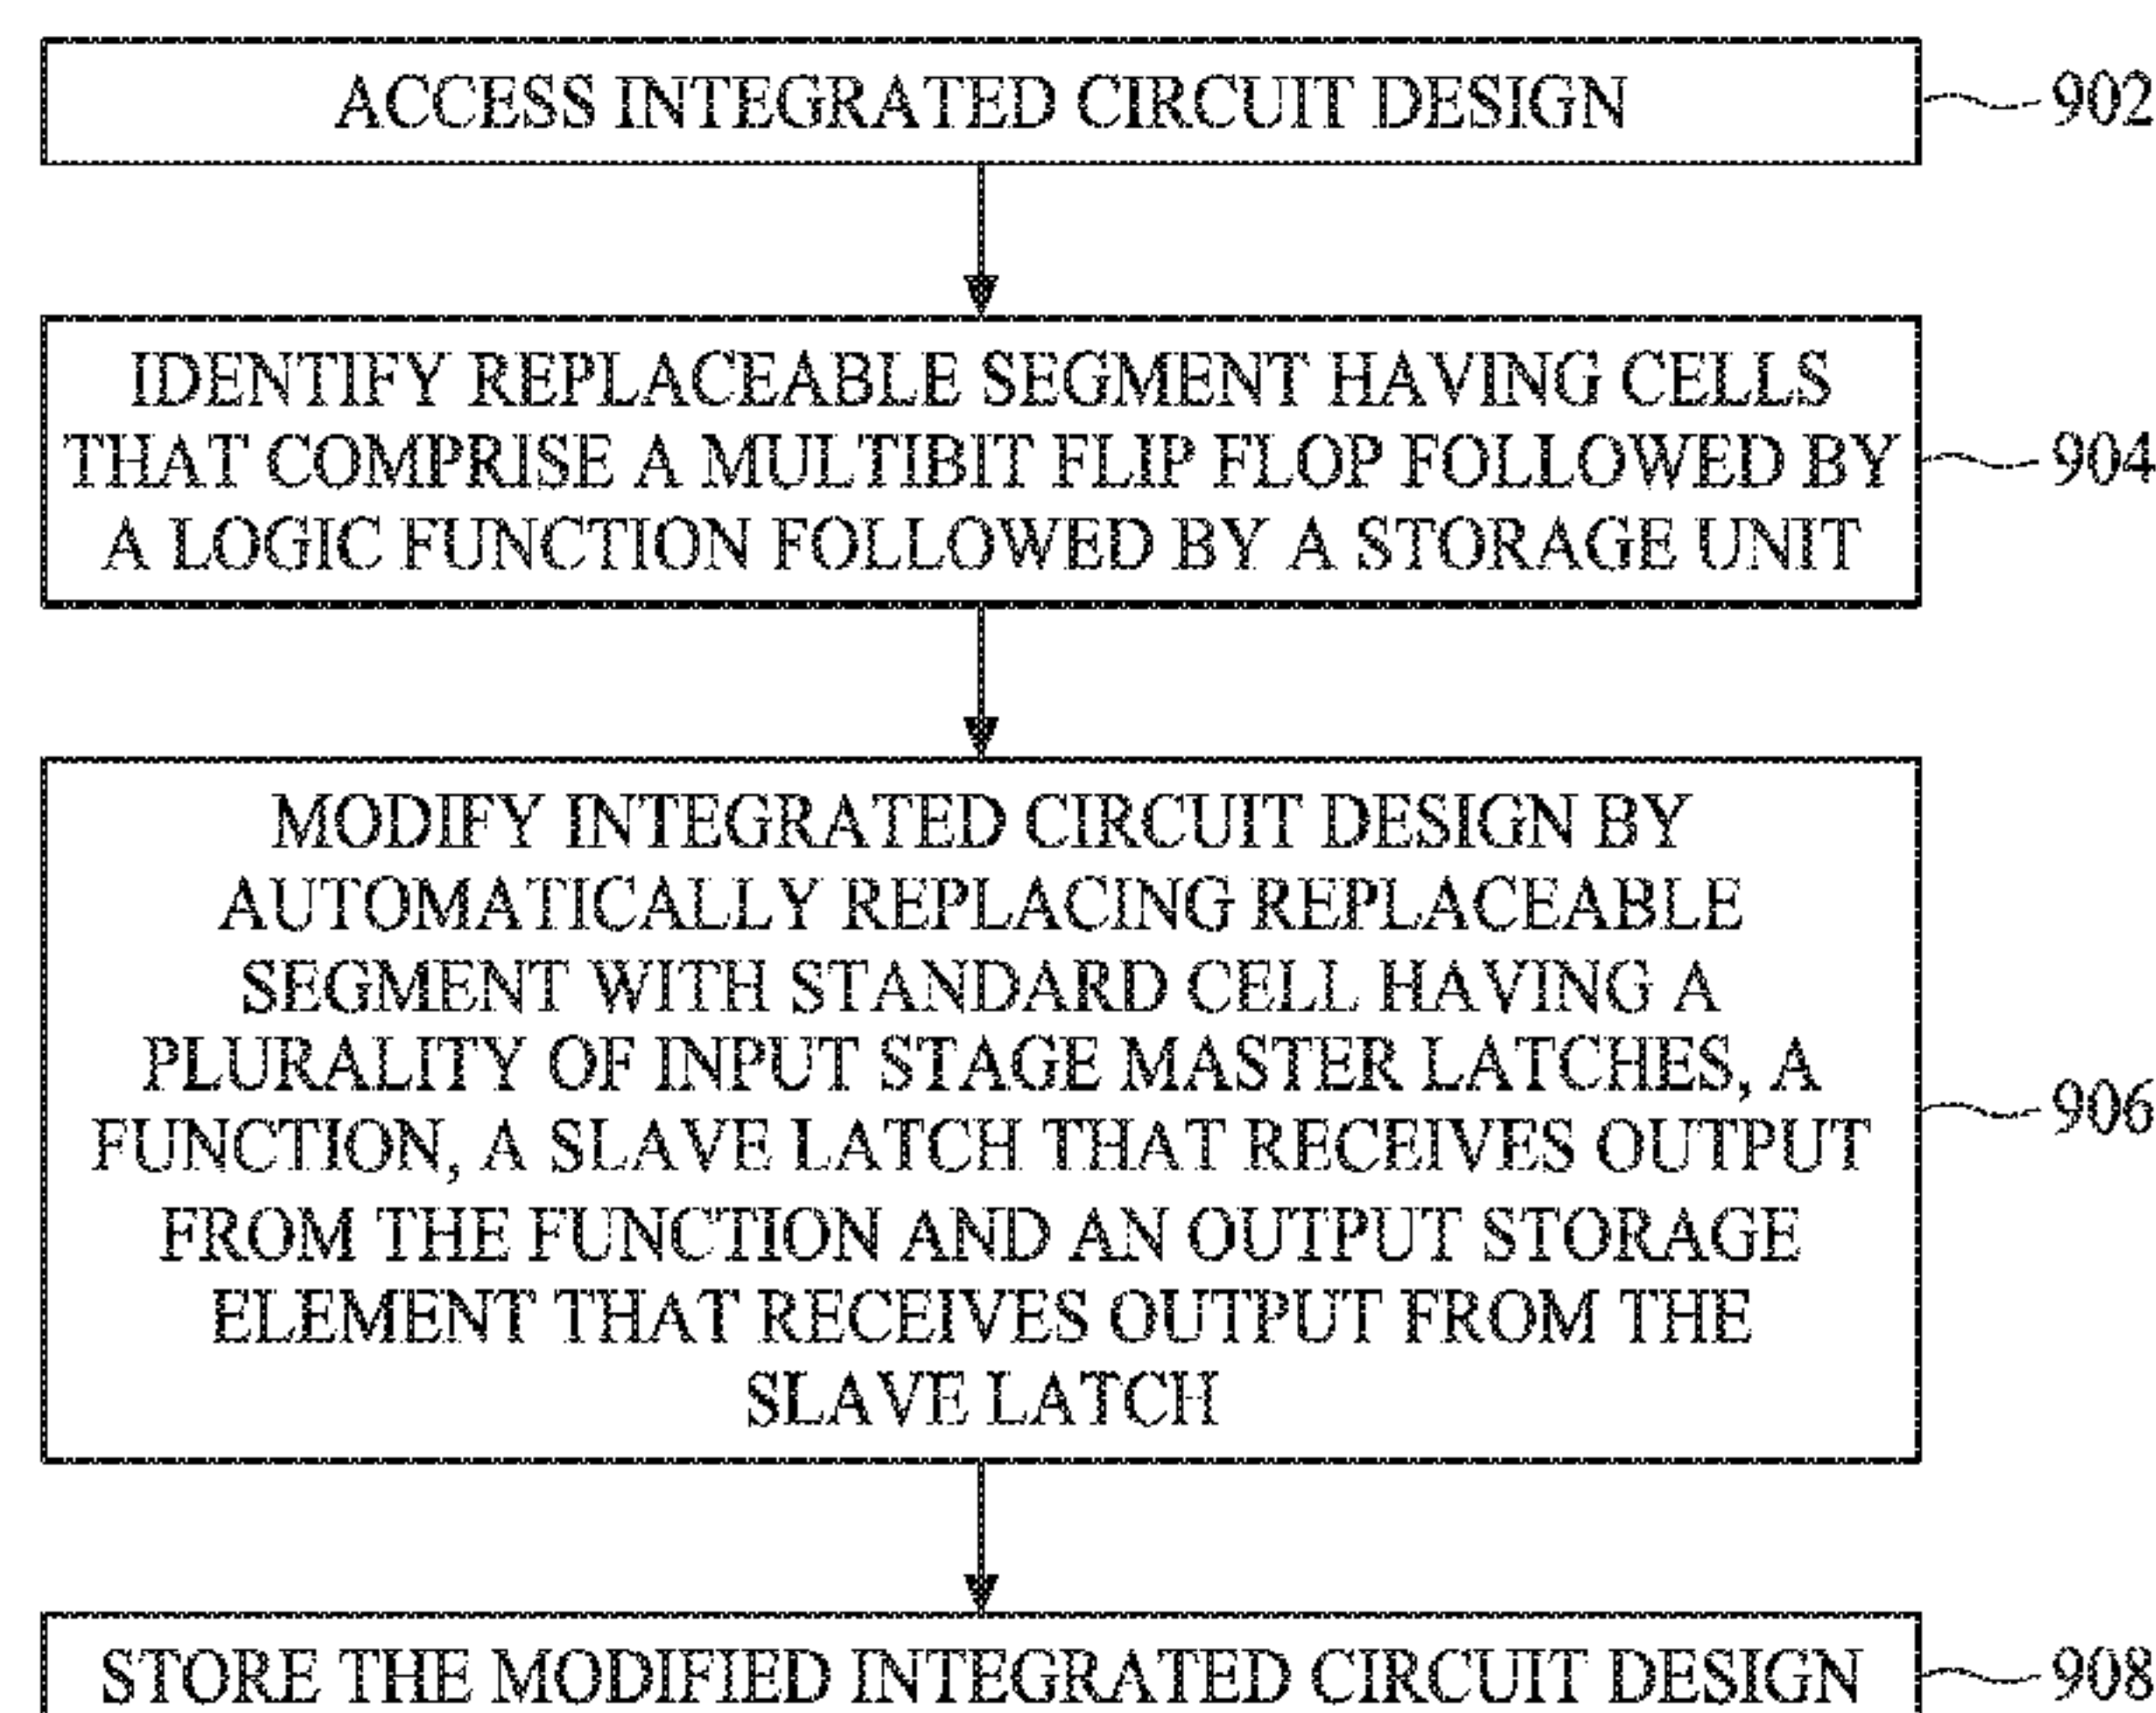 ACCESS INTEGRATED CIRCUIT DESIGN
902
IDENTIFY REPLACEABLE SEGMENT HAVING CELLS
THAT COMPRISE A MULTIBIT FLIP FLOP FOLLOWED BY
A LOGIC FUNCTION FOLLOWED BY A STORAGE UNIT
904
MODIFY INTEGRATED CIRCUIT DESIGN BY
AUTOMATICALLY REPLACING REPLACEABLE
SEGMENT WITH STANDARD CELL HAVING A
PLURALITY OF INPUT STAGE MASTER LATCHES, A
FUNCTION, A SLAVE LATCH THAT RECEIVES OUTPUT
FROM THE FUNCTION AND AN OUTPUT STORAGE
ELEMENT THAT RECEIVES OUTPUT FROM THE
SLAVE LATCH
906
STORE THE MODIFIED INTEGRATED CIRCUIT DESIGN
908